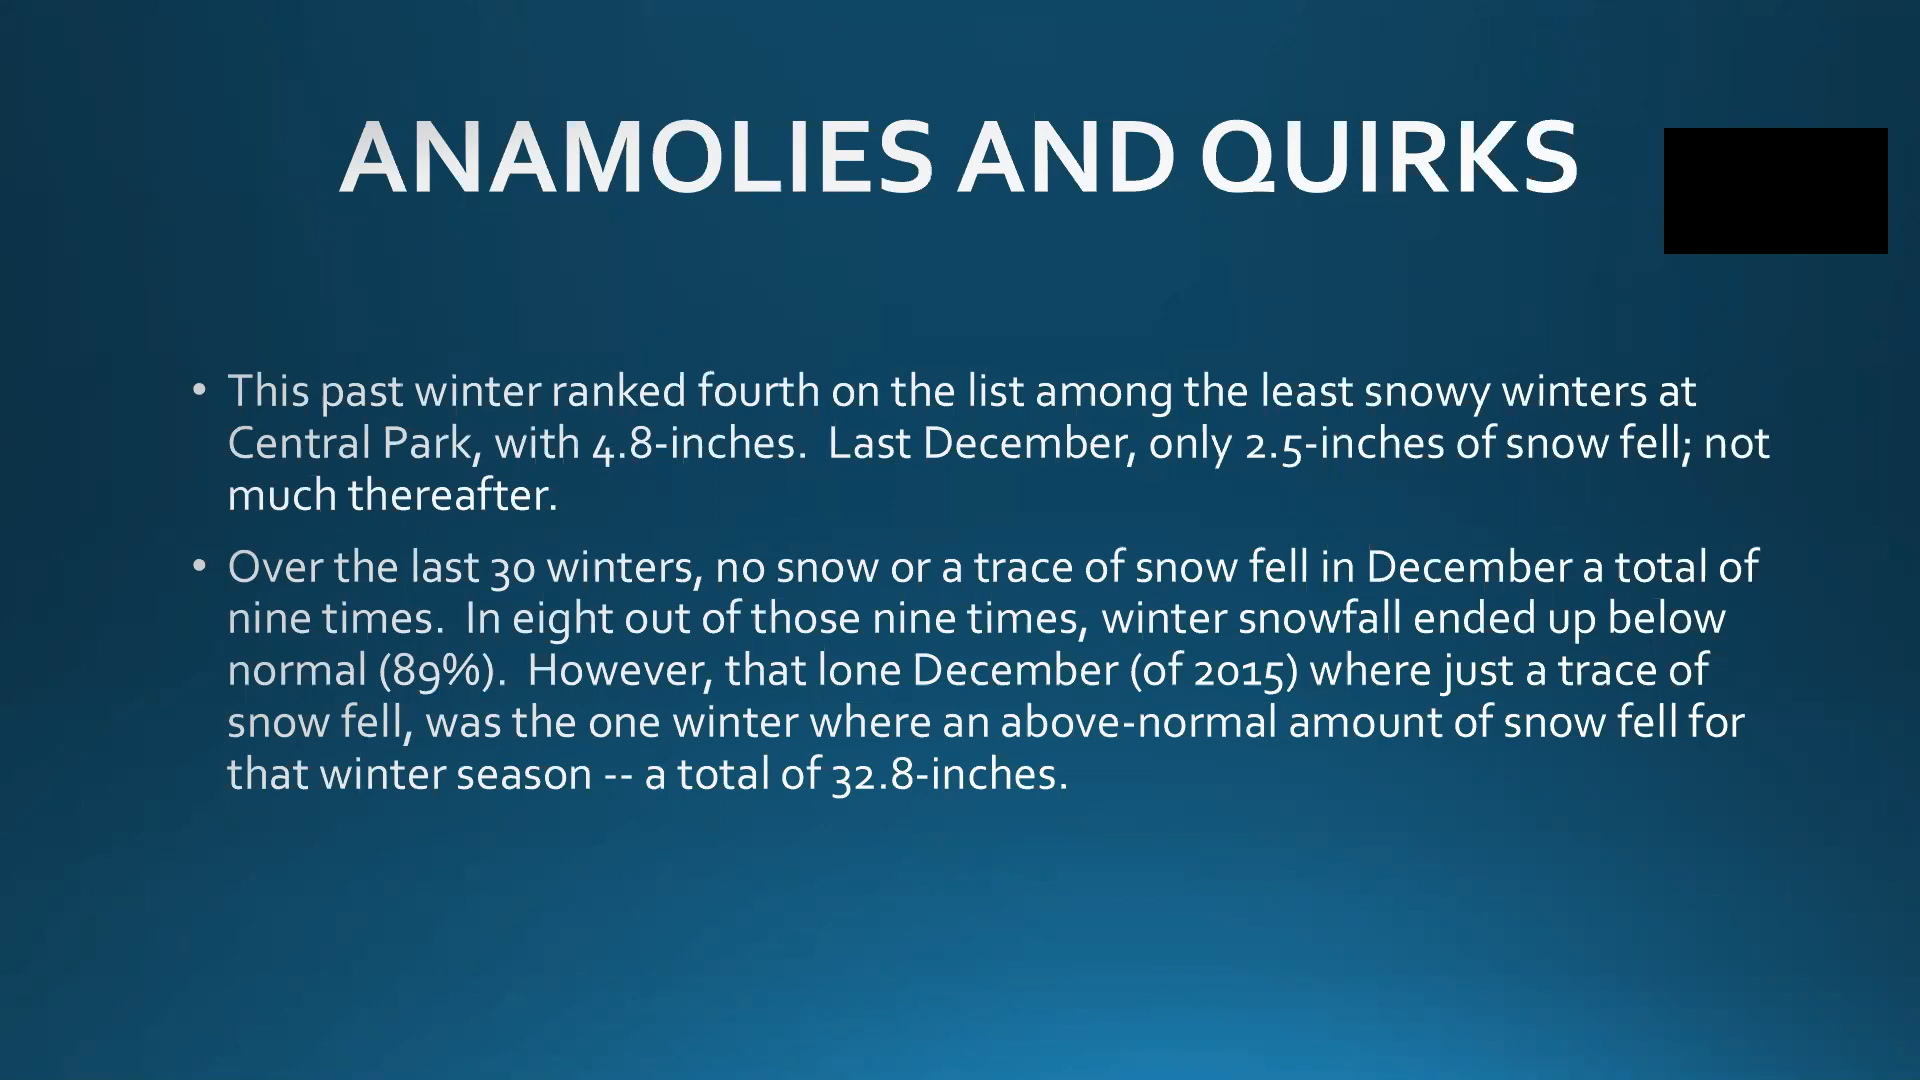 ANAMOLIES AND QUIRKS
• This past winter ranked fourth on the list among the least snowy winters at
Central Park, with 4.8-inches.  Last December, only 2.5-inches of snow fell; not
much thereafter.
• Over the last 30 winters, no snow or a trace of snow fell in December a total of
nine times.  In eight out of those nine times, winter snowfall ended up below
normal (89%).  However, that lone December (of 2015) where just a trace of
snow fell, was the one winter where an above-normal amount of snow fell for
that winter season -- a total of 32.8-inches.